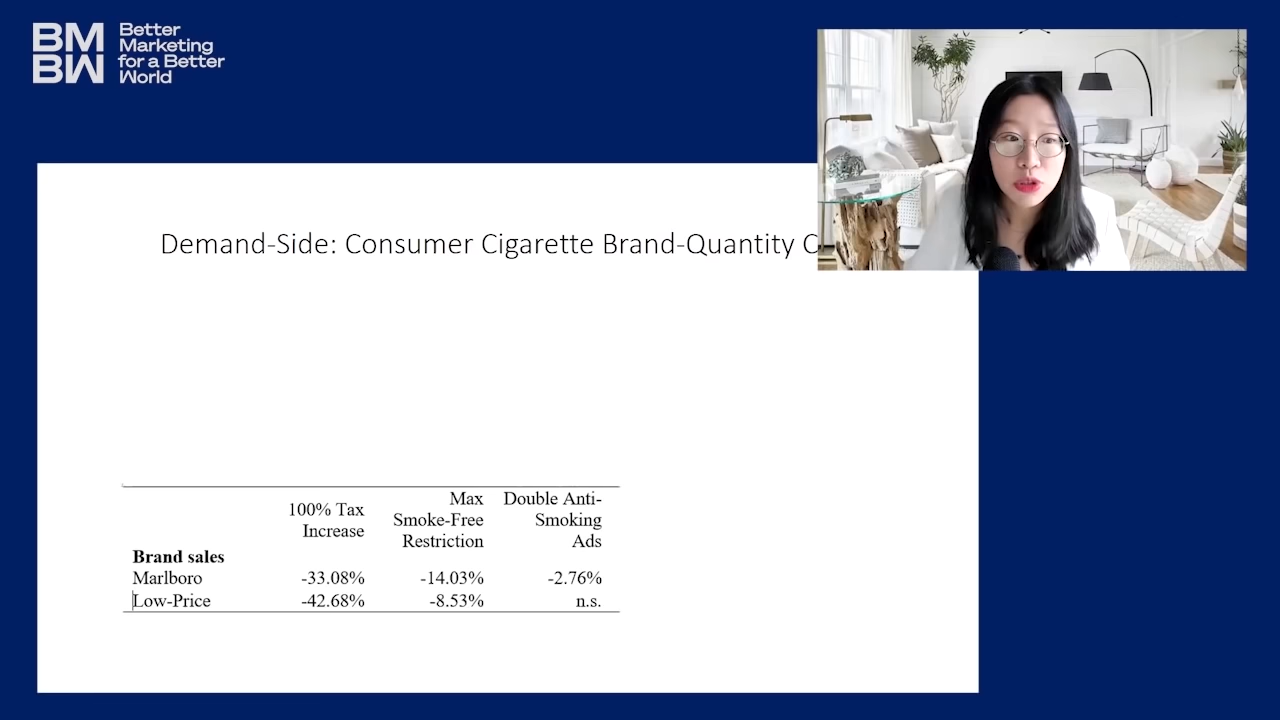 BM
BW
Better
Marketing
for a Better
World
Demand-Side: Consumer Cigarette Brand-Quantity
100% Tax
Increase
Max
Smoke-Free
Restriction
Double Anti-
Smoking
Ads
Brand sales
Marlboro -33.08% -14.03% -2.76%
Low-Price -42.68% -8.53% n.s.